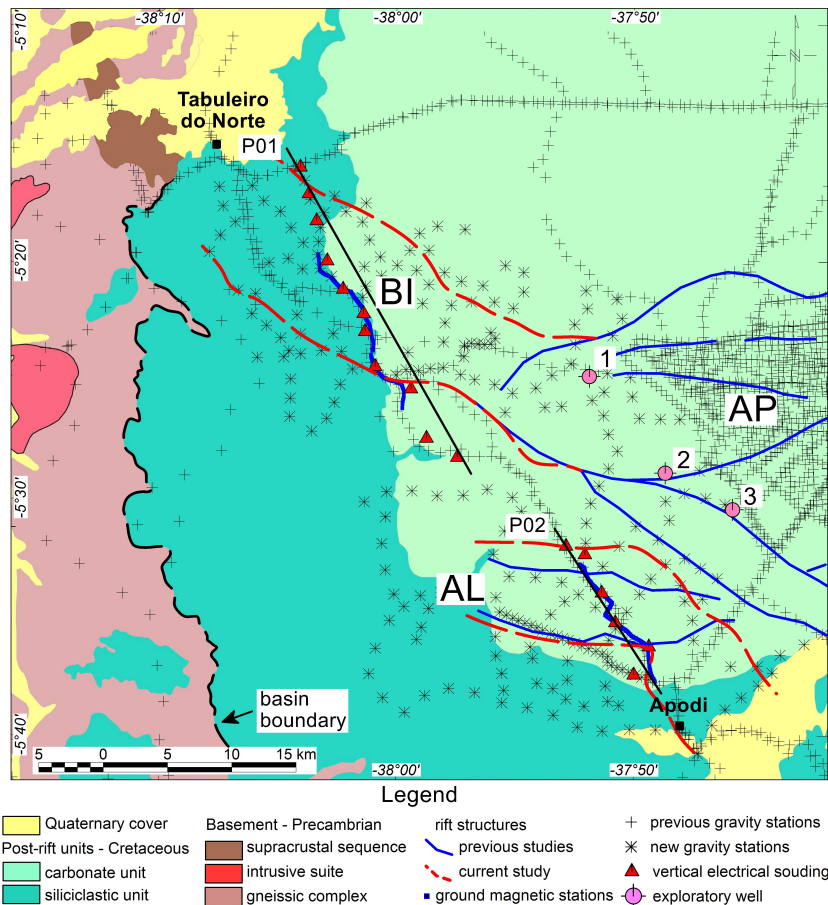 -38°10'
-38°00'
-37°50'
-5°10'
N
Tabuleiro
do Norte
P01
-5°20'
BI
1
AP
2
3
-5°30'
P02
AL
Apodi
basin
boundary
-5°40'
5 0 5 10 15 km
-38°00'
-37°50'
Legend
Quaternary cover
Post-rift units - Cretaceous
carbonate unit
siliciclastic unit
Basement - Precambrian
supracrustal sequence
intrusive suite
gneissic complex
rift structures
previous studies
current study
ground magnetic stations
previous gravity stations
new gravity stations
vertical electrical souding
exploratory well